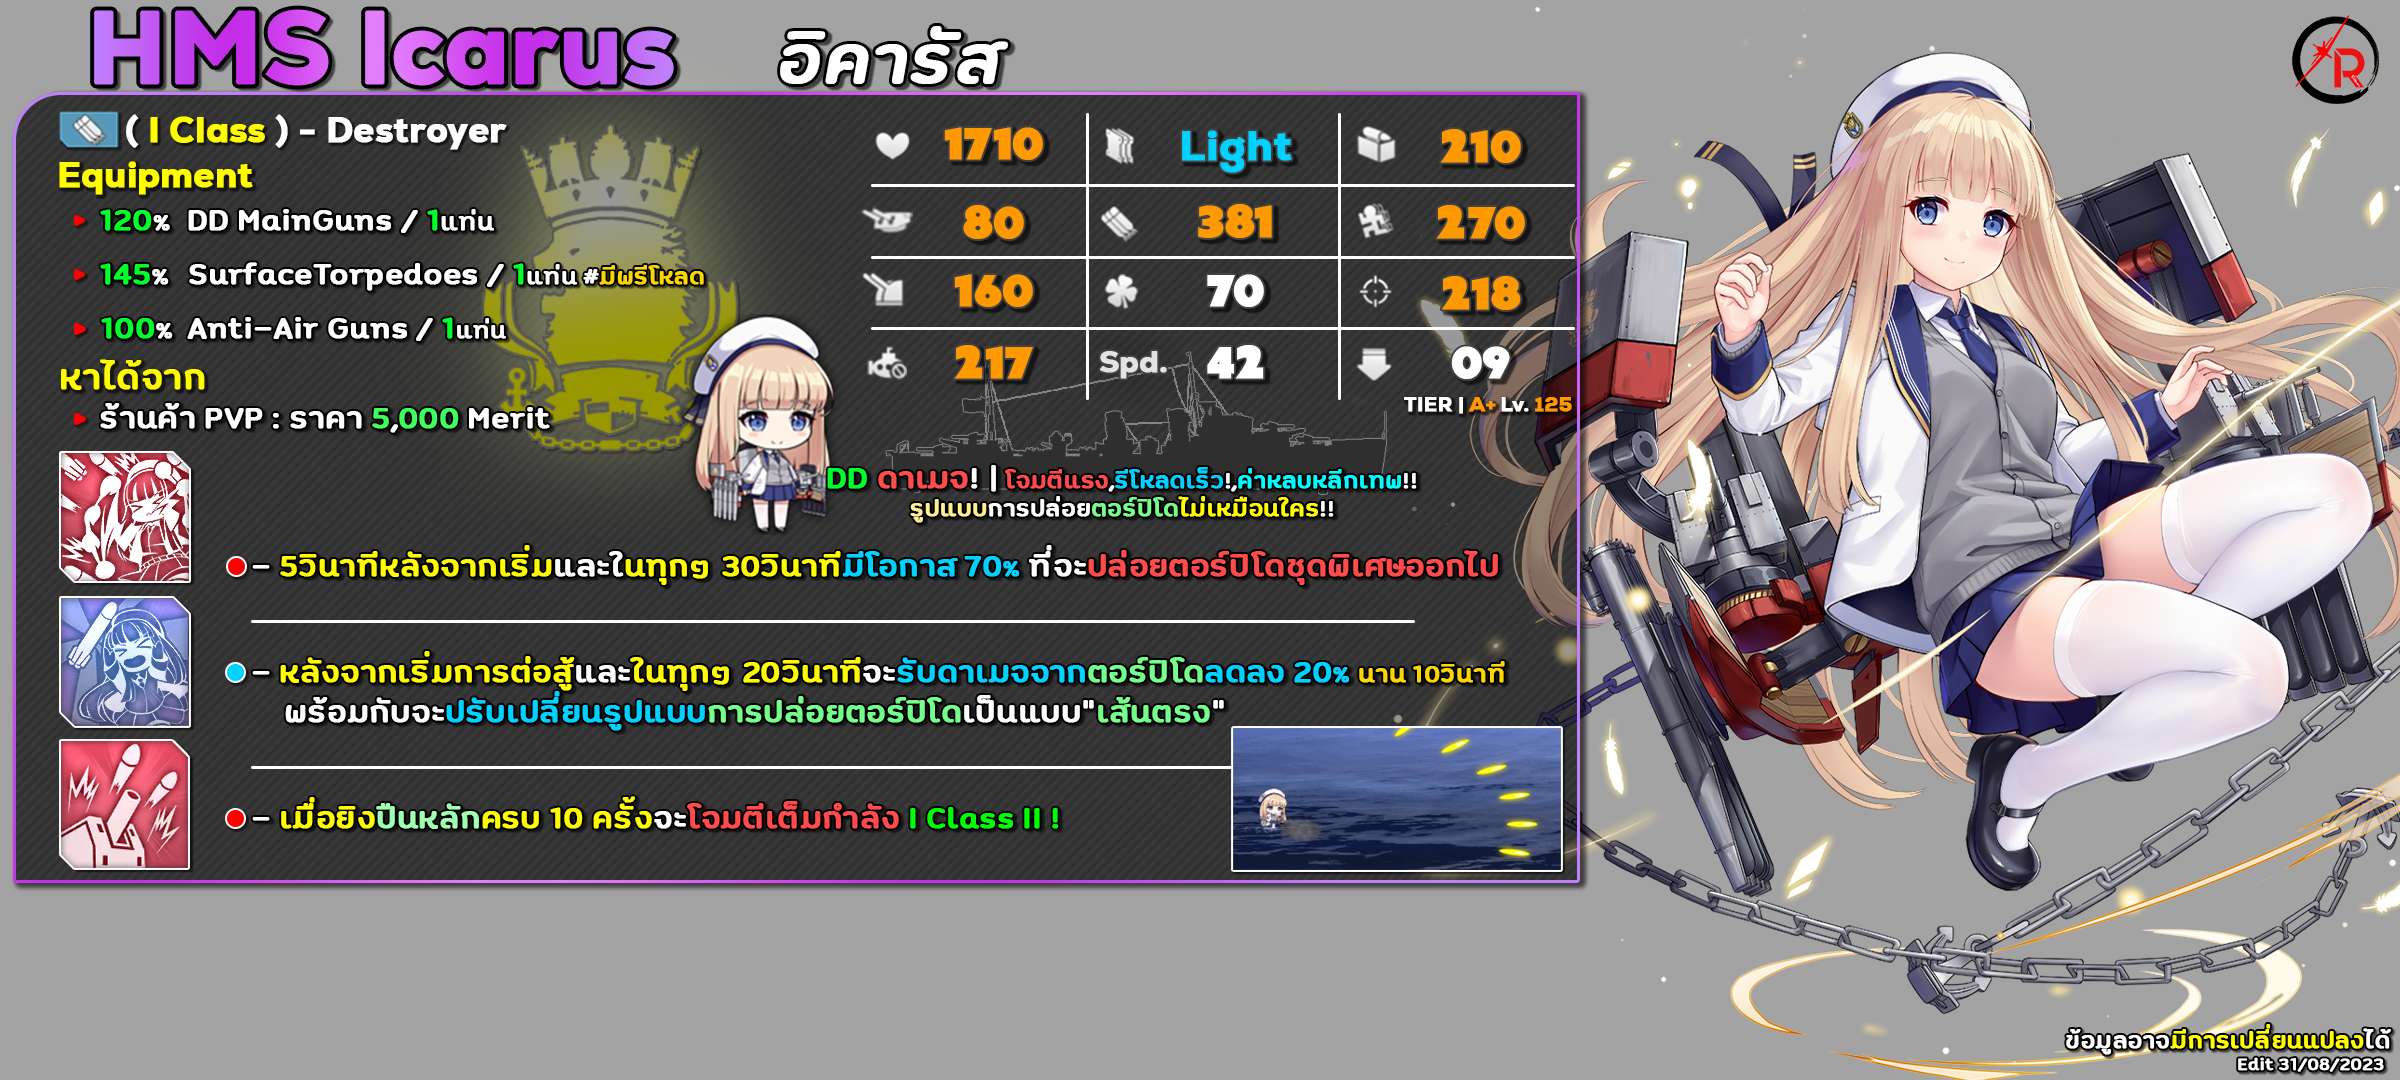 HMS Icarus อิคารัส
( I Class ) - Destroyer
Equipment
120% DD MainGuns / 1แท่น
145% SurfaceTorpedoes / 1แท่น #มีพรีโหลด
100% Anti-Air Guns / 1แท่น
หาได้จาก
ร้านค้า PVP : ราคา 5,000 Merit
1710 Light 210
80 381 270
160 70 218
217 Spd. 42 09
TIER | A+ Lv. 125
DD ดาเมจ! | โจมตีแรง,รีโหลดเร็ว!,ค่าหลบหลีกเทพ!!
รูปแบบการปล่อยตอร์ปิโดไม่เหมือนใคร!!
- 5วินาทีหลังจากเริ่มและในทุกๆ 30วินาทีมีโอกาส 70% ที่จะปล่อยตอร์ปิโดชุดพิเศษออกไป
- หลังจากเริ่มการต่อสู้และในทุกๆ 20วินาทีจะรับดาเมจจากตอร์ปิโดลดลง 20% นาน 10วินาที
พร้อมกับจะปรับเปลี่ยนรูปแบบการปล่อยตอร์ปิโดเป็นแบบ"เส้นตรง"
- เมื่อยิงปืนหลักครบ 10 ครั้งจะโจมตีเต็มกำลัง I Class II !
R
ข้อมูลอาจมีการเปลี่ยนแปลงได้
Edit 31/08/2023